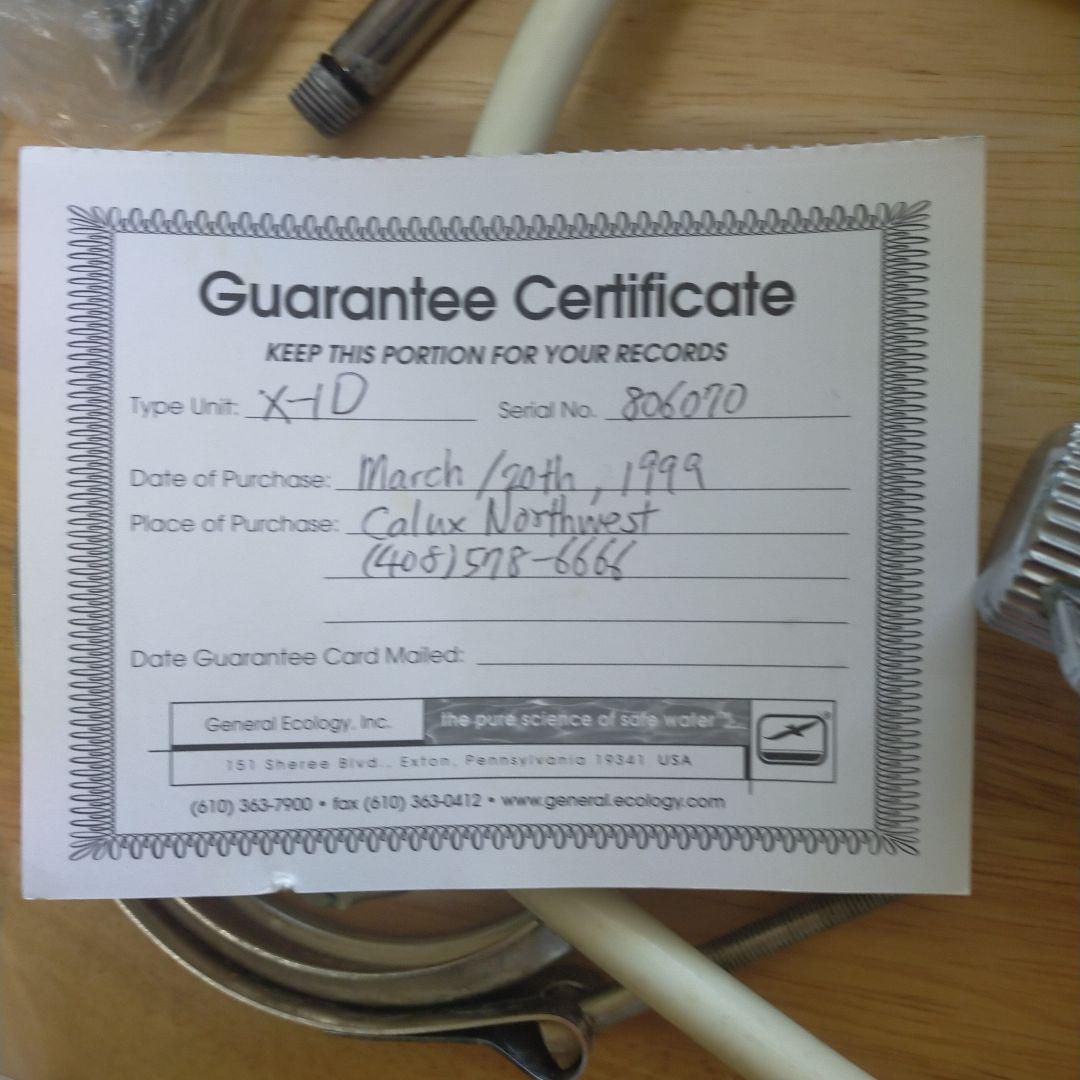 Guarantee Certificate
KEEP THIS PORTION FOR YOUR RECORDS
Type Unit: X-1D Serial No. 806070
Date of Purchase: March /20th, 1999
Place of Purchase: Calux Northwest
(408)578-6666
Date Guarantee Card Mailed:
General Ecology, Inc. the pure science of safe water
151 Sheree Blvd., Exton, Pennsylvania 19341 USA
(610) 363-7900 • fax (610) 363-0412 • www.general.ecology.com